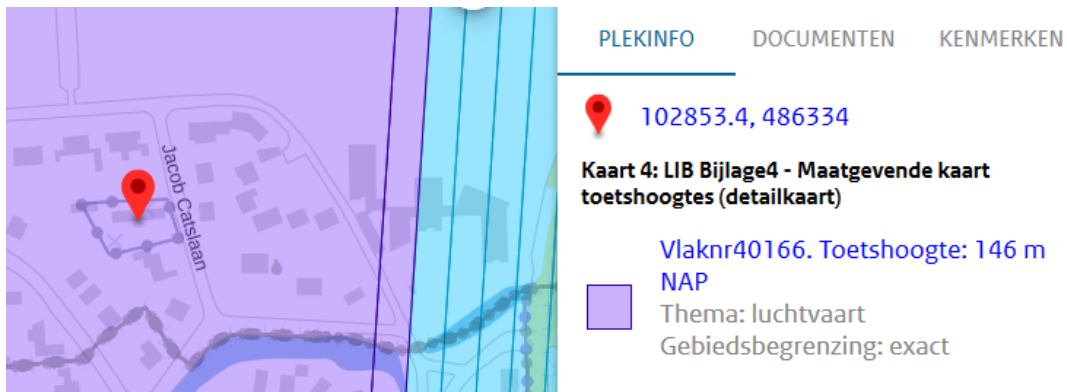 PLEKINFO DOCUMENTEN KENMERKEN
102853.4, 486334
Kaart 4: LIB Bijlage4 - Maatgevende kaart
toetshoogtes (detailkaart)
Vlaknr40166. Toetshoogte: 146 m
NAP
Thema: luchtvaart
Gebiedsbegrenzing: exact
Jacob Catslaan